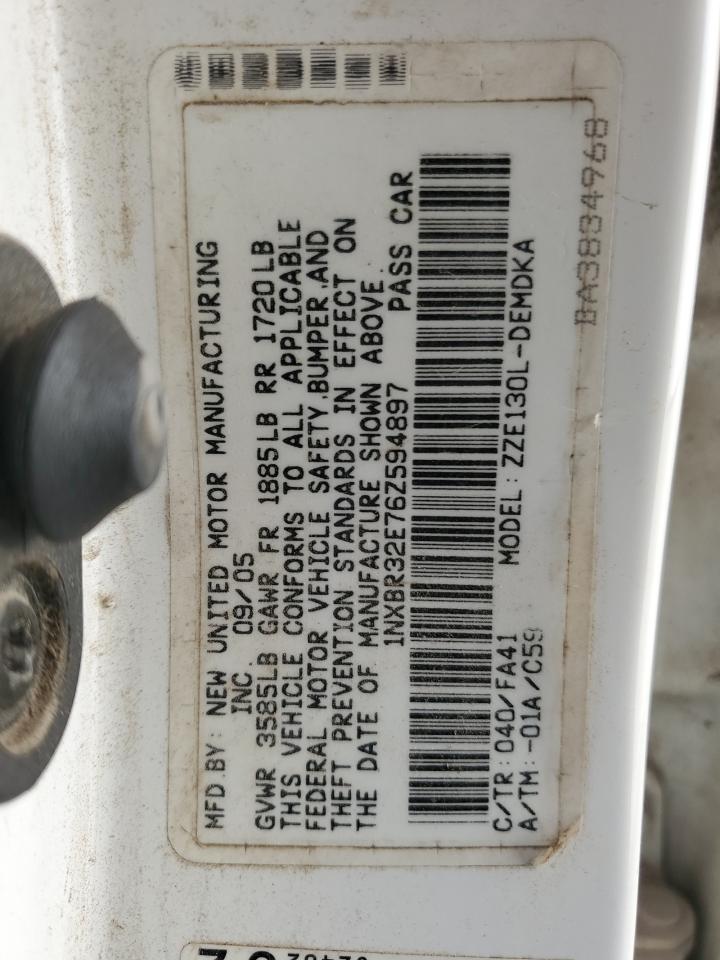 MFD.BY: NEW UNITED MOTOR MANUFACTURING
INC. 09/05
GVWR 3585LB GAWR FR 1885LB RR 1720LB
THIS VEHICLE CONFORMS TO ALL APPLICABLE
FEDERAL MOTOR VEHICLE SAFETY,BUMPER,AND
THEFT PREVENTION STANDARDS IN EFFECT ON
THE DATE OF MANUFACTURE SHOWN ABOVE.
1NXBR32E76Z594897 PASS CAR
C/TR: 040/FA41 MODEL: ZZE130L-DEMDKA
A/TM: -01A/C59
BA3834968